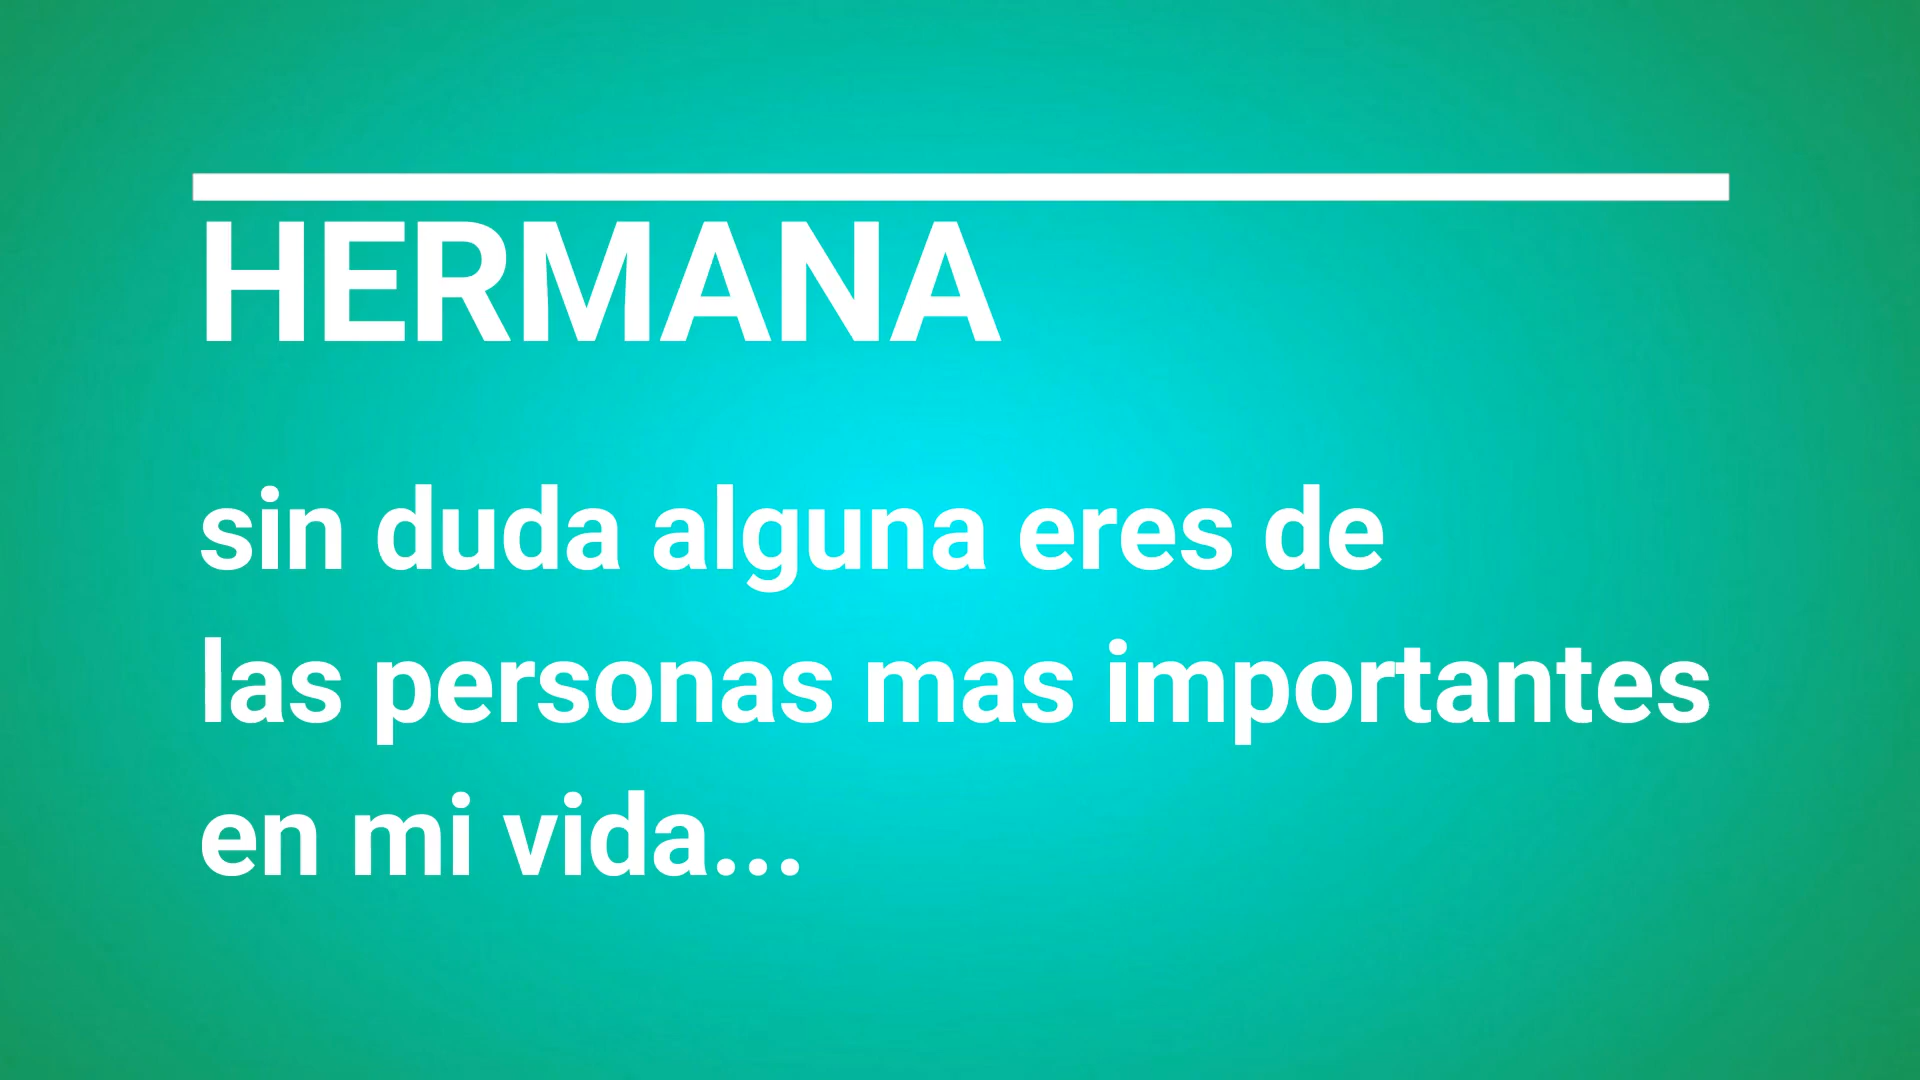 HERMANA
sin duda alguna eres de
las personas mas importantes
en mi vida...